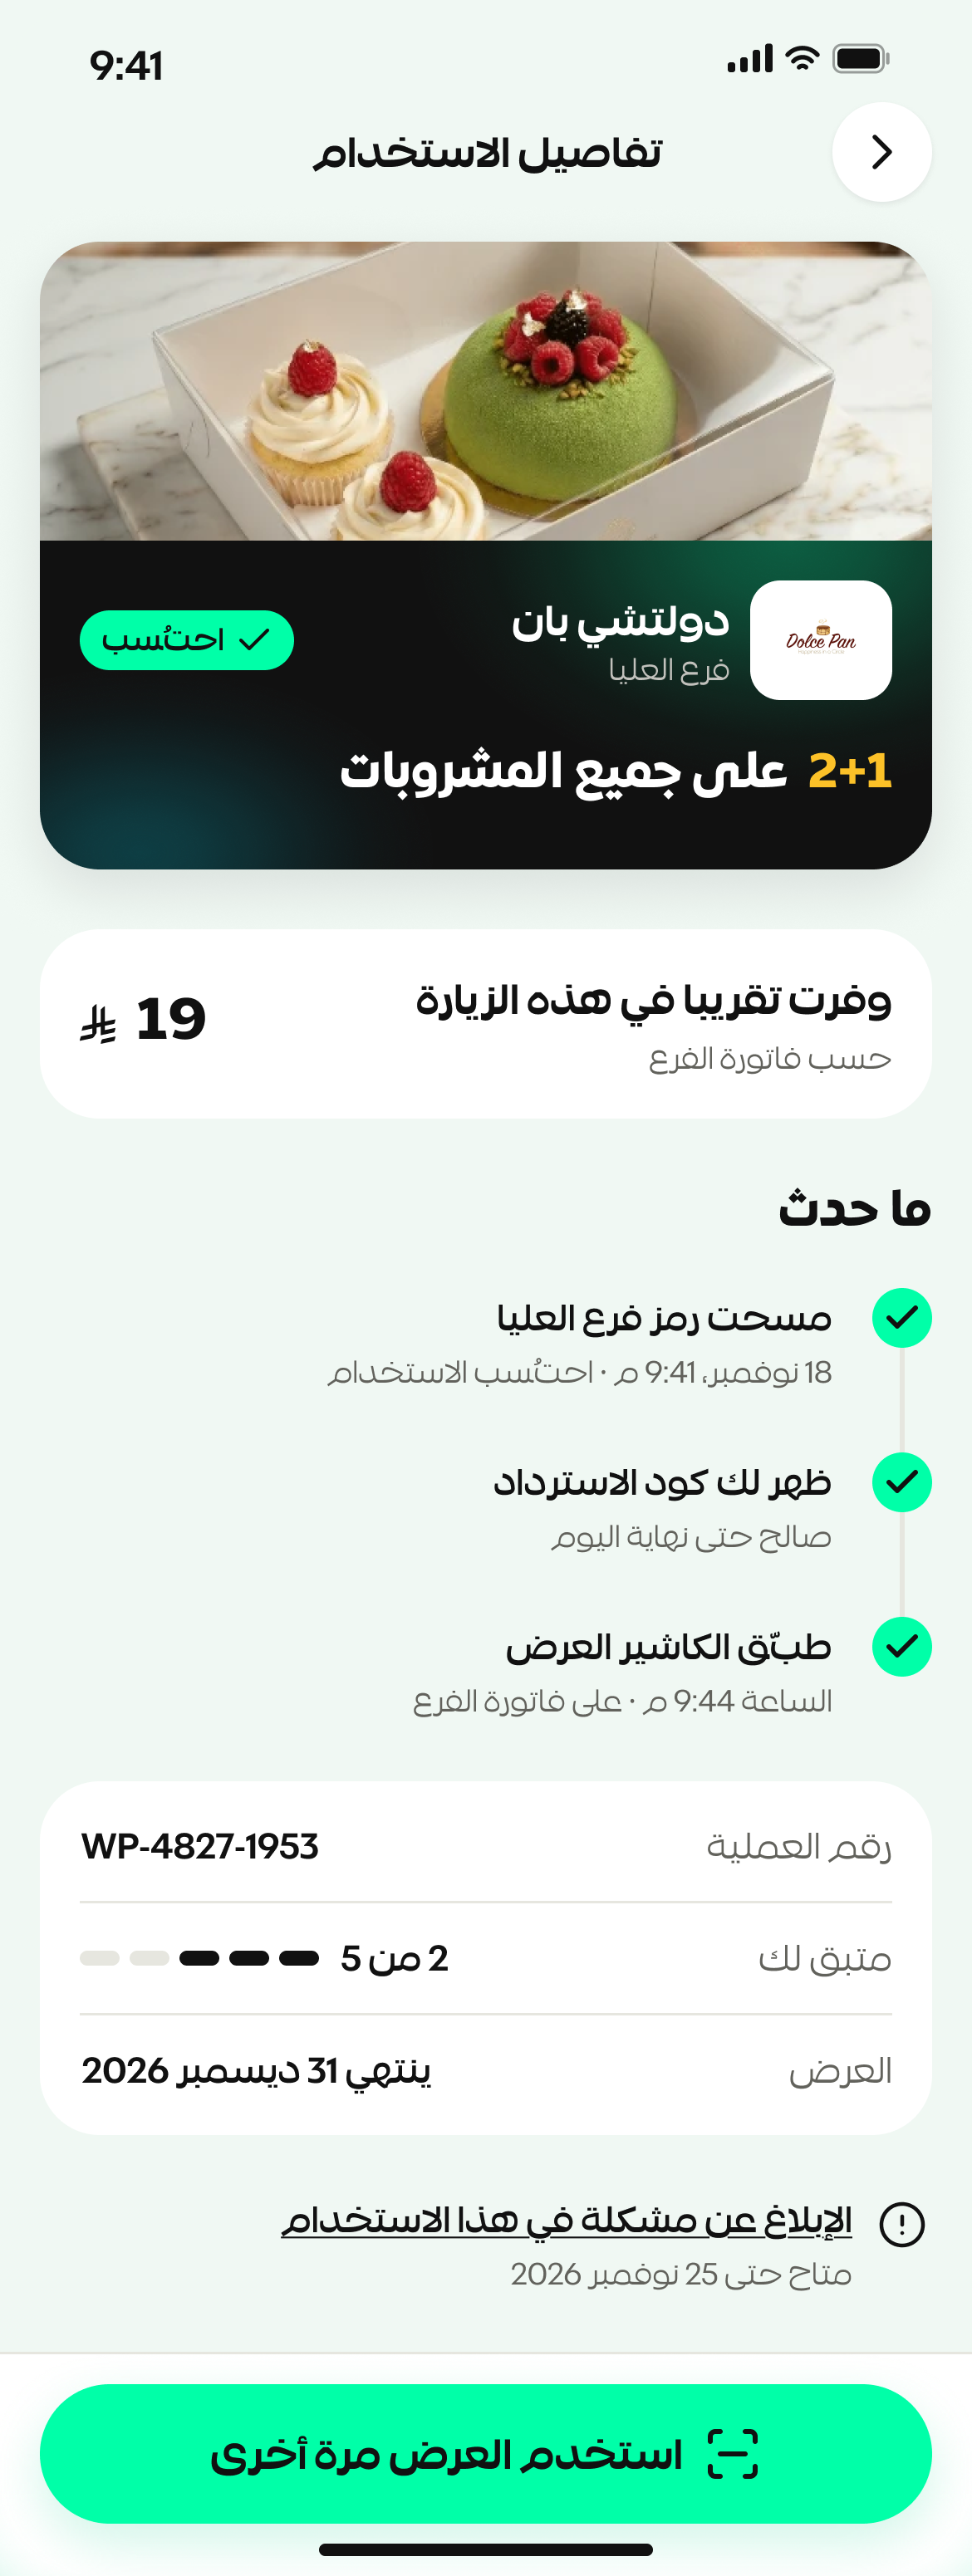 9:41
تفاصيل الاستخدام
Dolce Pan
دولتشي بان
فرع العليا
احتُسب
2+1 على جميع المشروبات
وفرت تقريبا في هذه الزيارة
19
حسب فاتورة الفرع
ما حدث
مسحت رمز فرع العليا
18 نوفمبر، 9:41 م · احتُسب الاستخدام
ظهر لك كود الاسترداد
صالح حتى نهاية اليوم
طبّق الكاشير العرض
الساعة 9:44 م · على فاتورة الفرع
رقم العملية
WP-4827-1953
متبق لك
2 من 5
العرض
ينتهي 31 ديسمبر 2026
الإبلاغ عن مشكلة في هذا الاستخدام
متاح حتى 25 نوفمبر 2026
استخدم العرض مرة أخرى